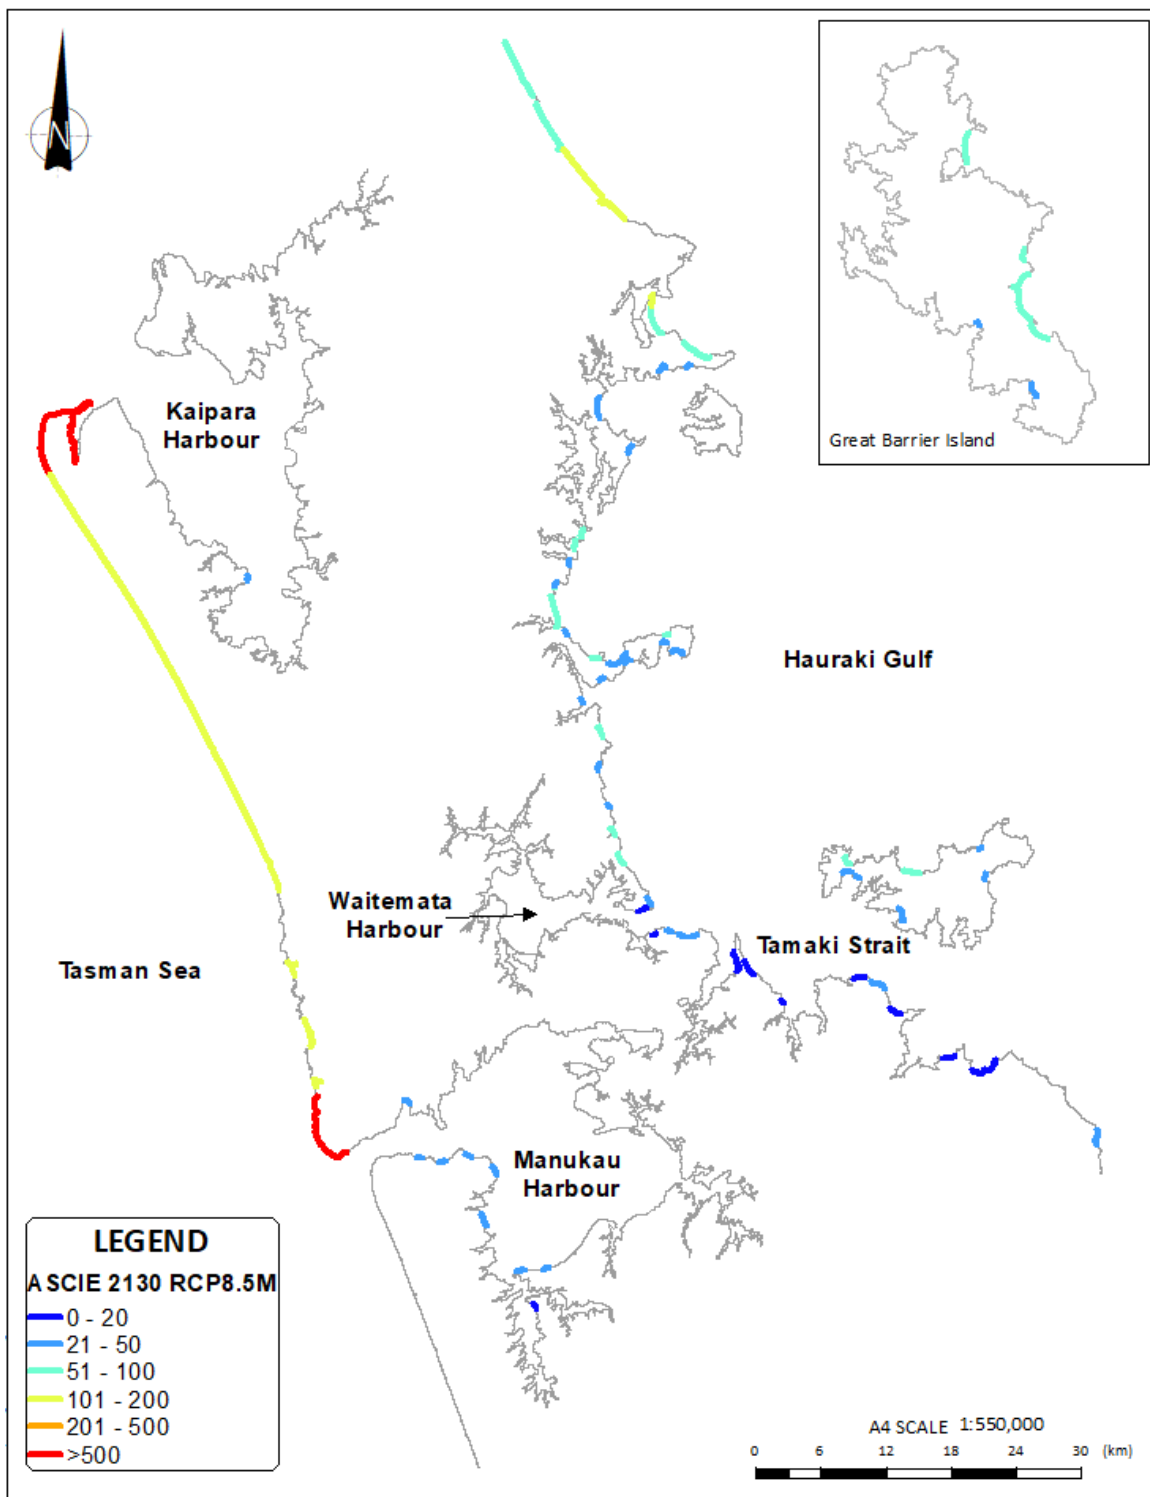 N
Great Barrier Island
Kaipara
Harbour
Hauraki Gulf
Waitemata
Harbour
Tamaki Strait
Tasman Sea
Manukau
Harbour
LEGEND
ASCIE 2130 RCP8.5M
0 - 20
21 - 50
51 - 100
101 - 200
201 - 500
>500
A4 SCALE 1:550,000
0 6 12 18 24 30 (km)